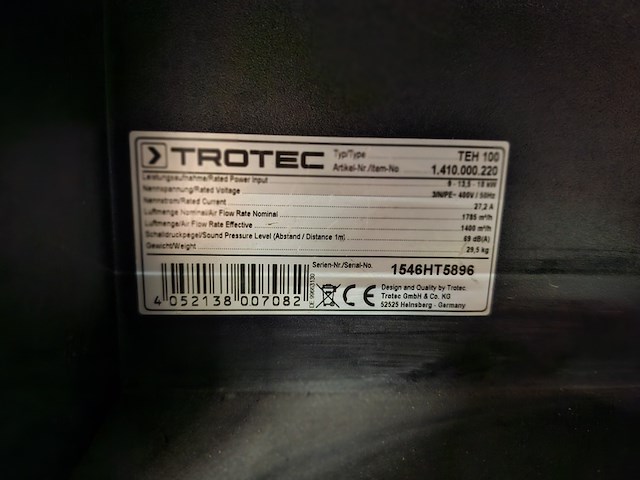 TROTEC
Typ/Type TEH 100
Artikel-Nr./Item-No 1.410.000.220
Leistungsaufnahme/Rated Power Input 9 - 13,5 - 18 kW
Nennspannung/Rated Voltage 3/N/PE~ 400V / 50Hz
Nennstrom/Rated Current 27,2 A
Luftmenge Nominal/Air Flow Rate Nominal 1785 m³/h
Luftmenge/Air Flow Rate Effective 1400 m³/h
Schalldruckpegel/Sound Pressure Level (Abstand / Distance 1m) 69 dB(A)
Gewicht/Weight 29,5 kg
Serien-Nr./Serial-No. 1546HT5896
4 052138 007082
CE
Design and Quality by Trotec
Trotec GmbH & Co. KG
52525 Heinsberg - Germany